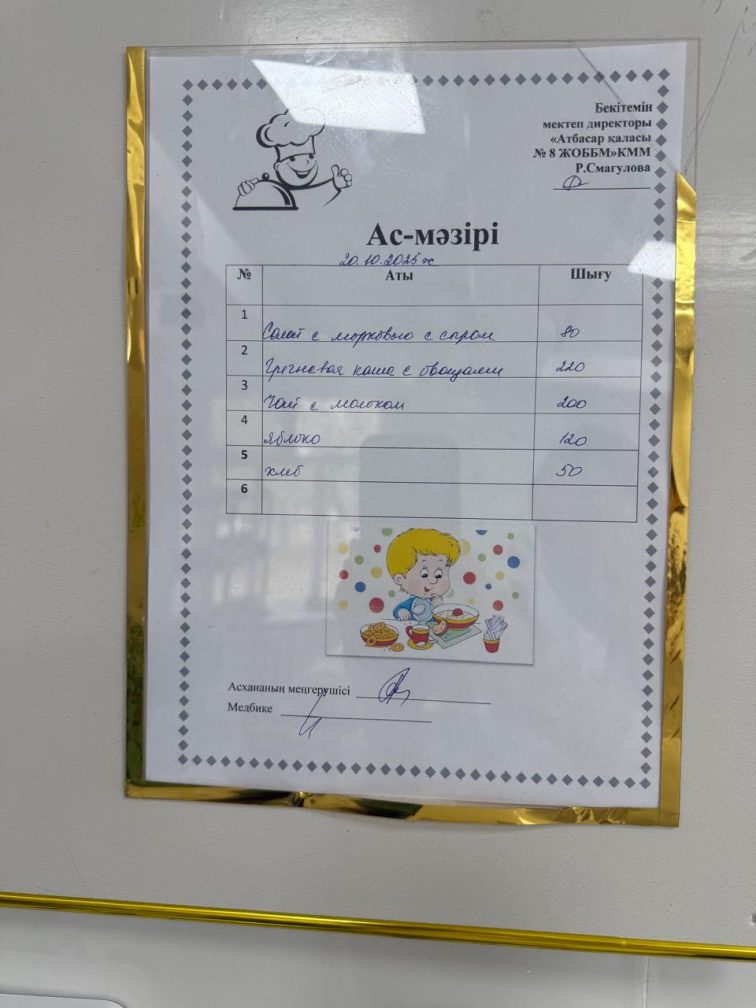 Бекітемін
мектеп директоры
«Атбасар қаласы
№ 8 ЖОББМ»КММ
Р.Смагулова
Ас-мәзірі
20.10.2025ж
№ Аты Шығу
1 Салат с морковью с сыром 80
2 Гречневая каша с овощами 220
3 Чай с молоком 200
4 яблоко 120
5 хлеб 50
6
Асхананың меңгерушісі
Медбике